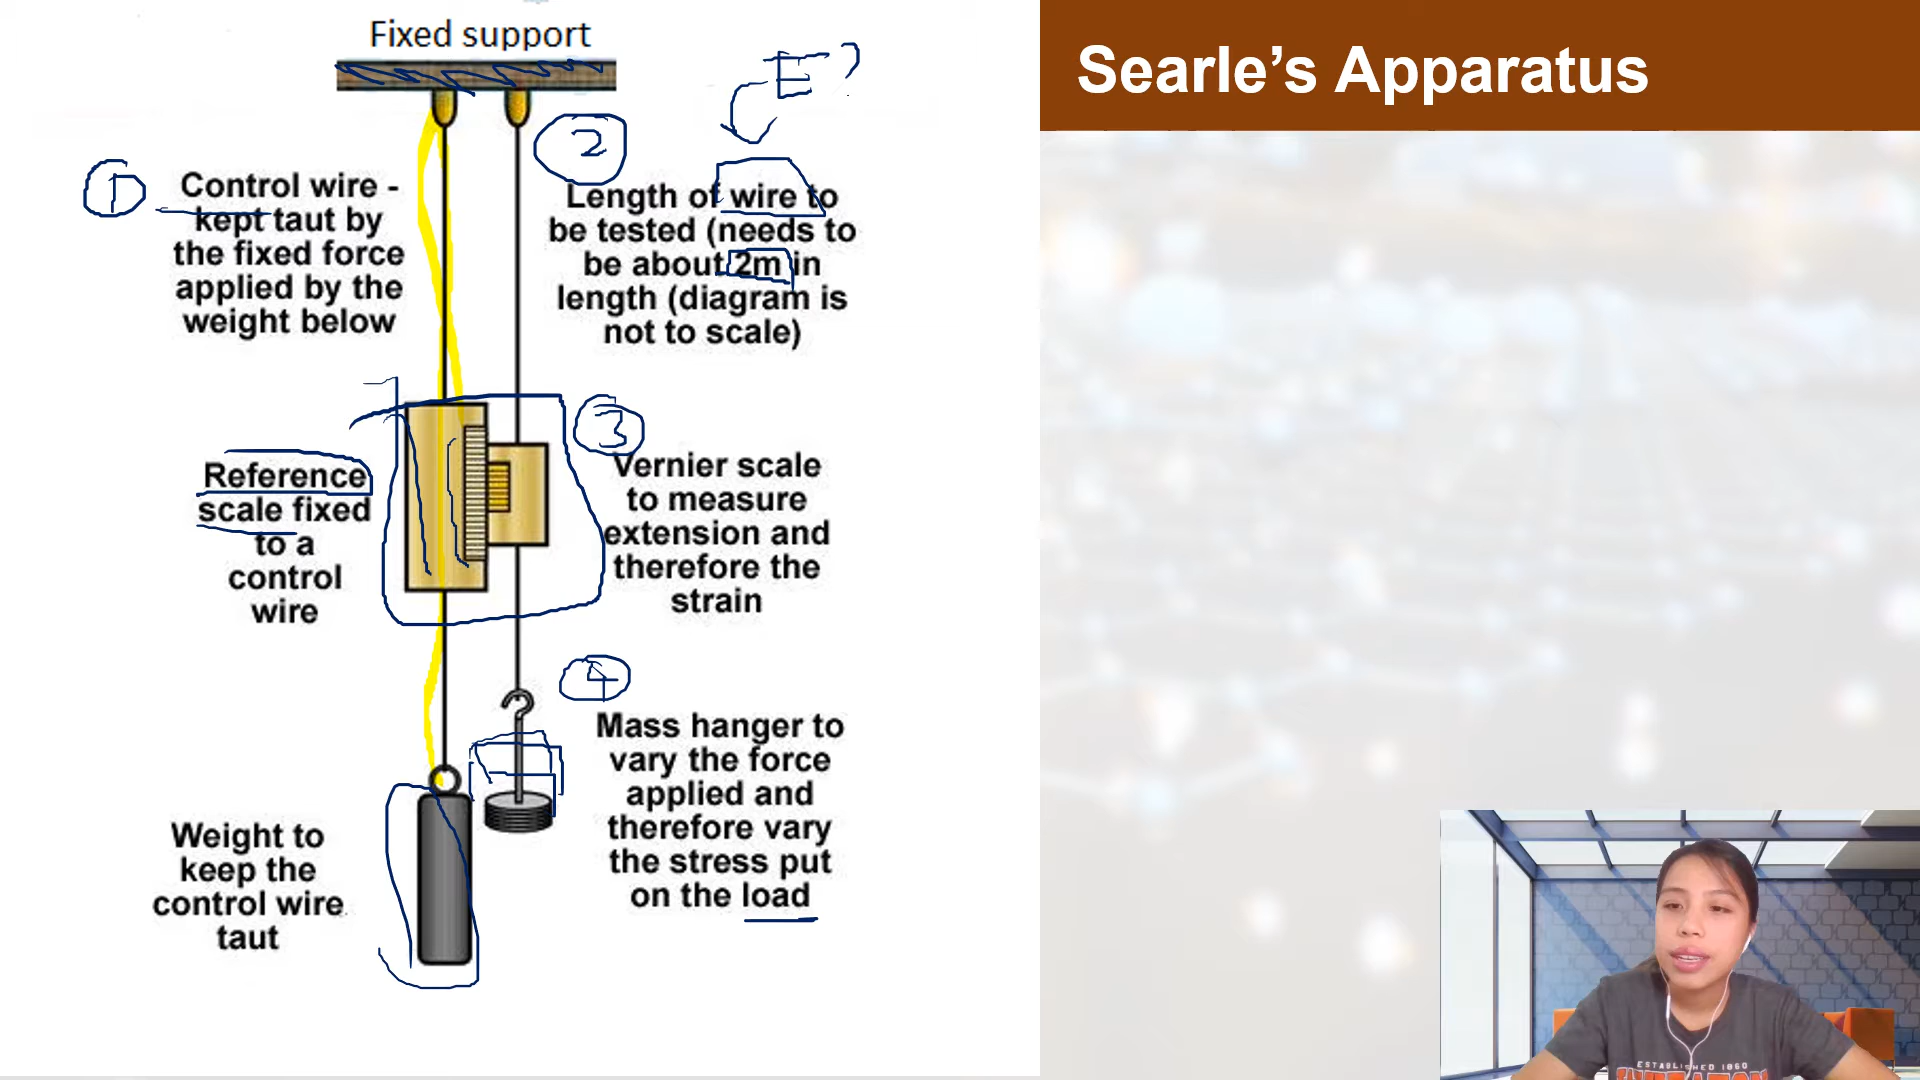 Fixed support
E?
Searle's Apparatus
1
Control wire -
kept taut by
the fixed force
applied by the
weight below
2
Length of wire to
be tested (needs to
be about 2m in
length (diagram is
not to scale)
Reference
scale fixed
to a
control
wire
3
Vernier scale
to measure
extension and
therefore the
strain
4
Mass hanger to
vary the force
applied and
therefore vary
the stress put
on the load
Weight to
keep the
control wire
taut
ESTABLISHED 1860